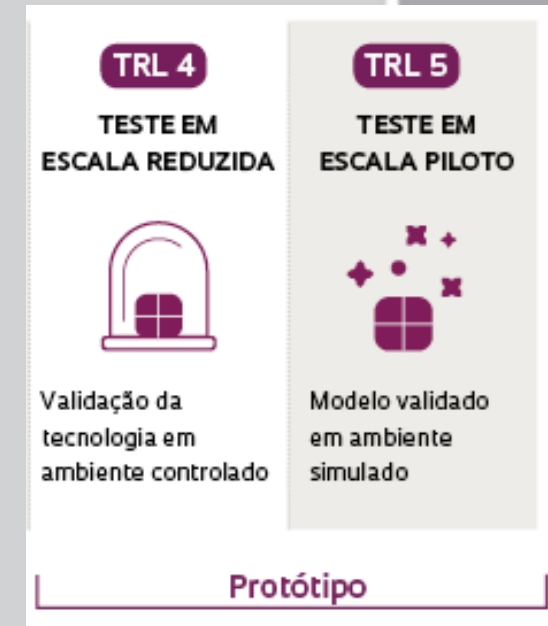 TRL 4
TESTE EM
ESCALA REDUZIDA
Validação da
tecnologia em
ambiente controlado
TRL 5
TESTE EM
ESCALA PILOTO
Modelo validado
em ambiente
simulado
Protótipo